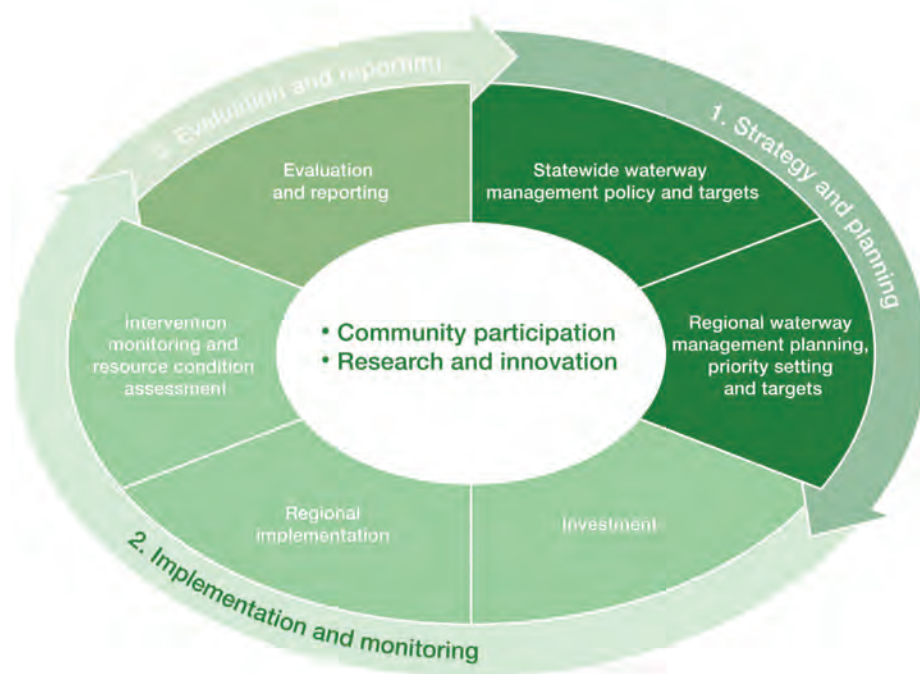 1. Strategy and planning
Statewide waterway
management policy and targets
Regional waterway
management planning,
priority setting
and targets
2. Implementation and monitoring
Investment
Regional
implementation
Intervention
monitoring and
resource condition
assessment
Evaluation and reporting
Evaluation
and reporting
• Community participation
• Research and innovation